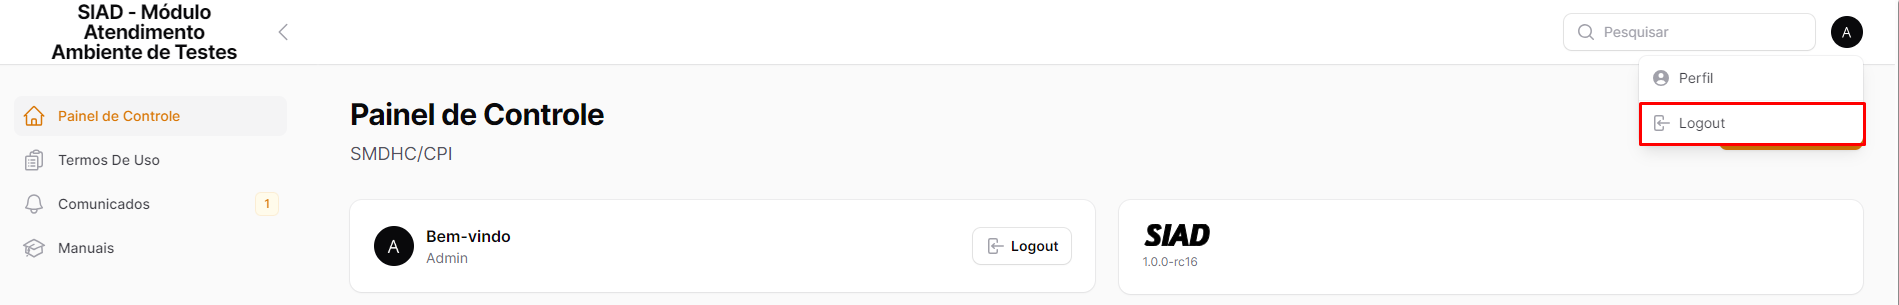 SIAD - Módulo
Atendimento
Ambiente de Testes
Pesquisar
A
Perfil
Logout
Painel de Controle
Termos De Uso
Comunicados
1
Manuais
Painel de Controle
SMDHC/CPI
A
Bem-vindo
Admin
Logout
SIAD
1.0.0-rc16